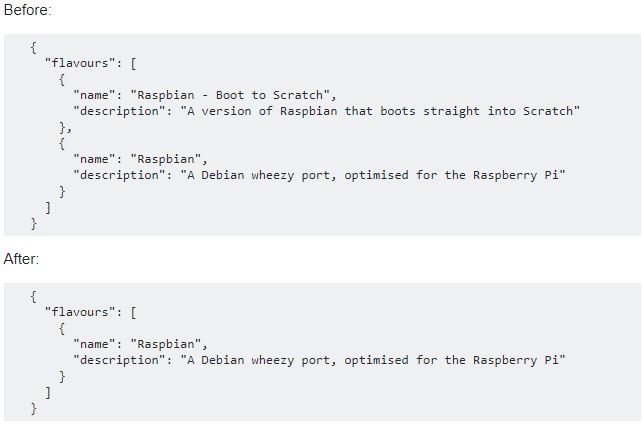 Before:
{
"flavours": [
{
"name": "Raspbian - Boot to Scratch",
"description": "A version of Raspbian that boots straight into Scratch"
},
{
"name": "Raspbian",
"description": "A Debian wheezy port, optimised for the Raspberry Pi"
}
]
}
After:
{
"flavours": [
{
"name": "Raspbian",
"description": "A Debian wheezy port, optimised for the Raspberry Pi"
}
]
}